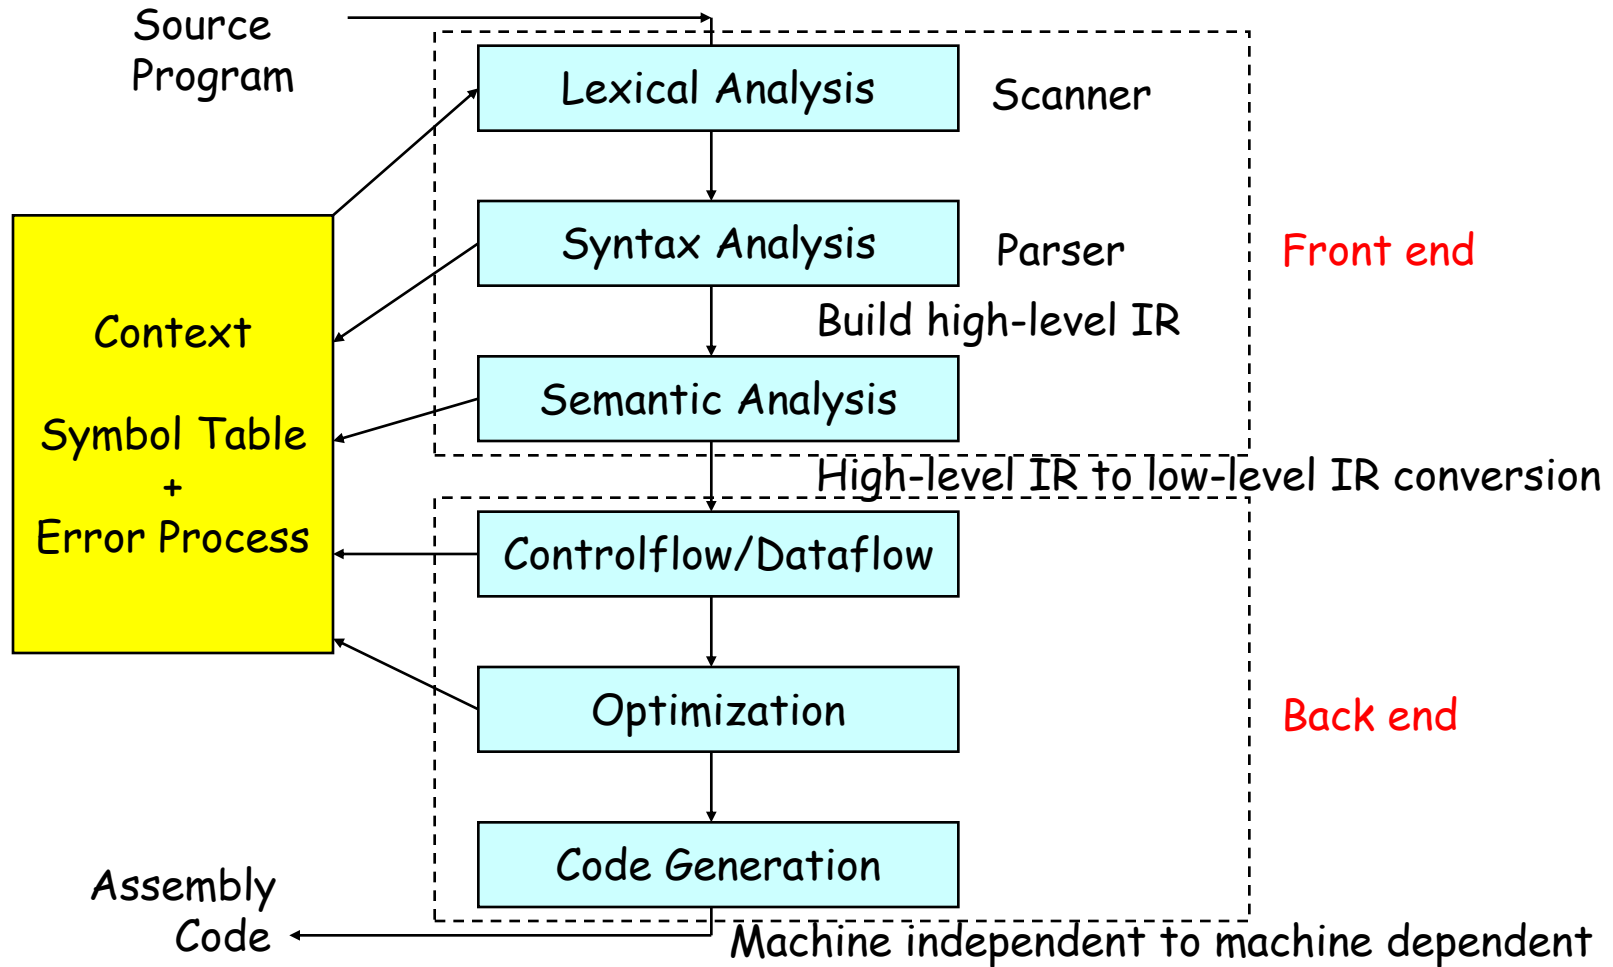 Source
Program
Lexical Analysis
Scanner
Syntax Analysis
Parser
Front end
Build high-level IR
Context
Semantic Analysis
Symbol Table
+
Error Process
High-level IR to low-level IR conversion
Controlflow/Dataflow
Optimization
Back end
Code Generation
Assembly
Code
Machine independent to machine dependent